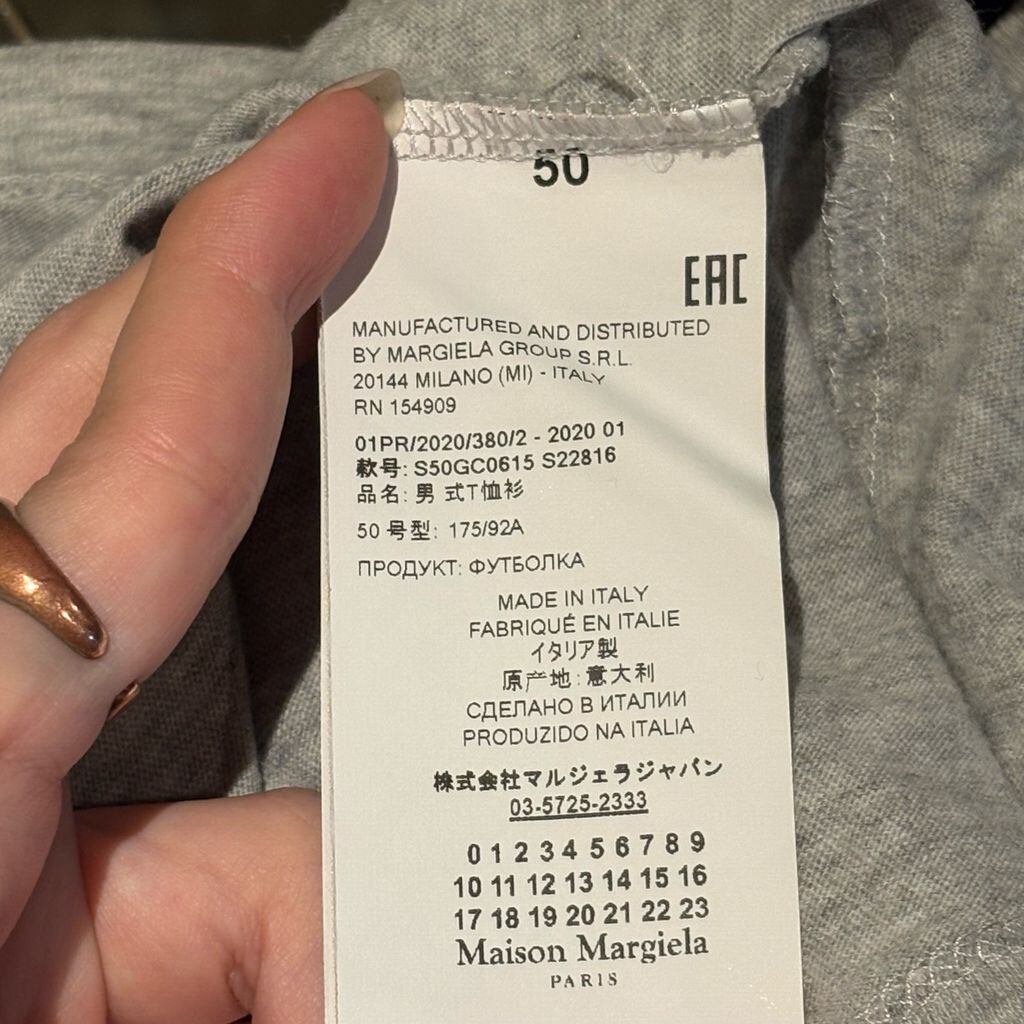 50
EAC
MANUFACTURED AND DISTRIBUTED
BY MARGIELA GROUP S.R.L.
20144 MILANO (MI) - ITALY
RN 154909
01PR/2020/380/2 - 2020 01
款号: S50GC0615 S22816
品名: 男 式T恤衫
50 号型: 175/92A
ПРОДУКТ: ФУТБОЛКА
MADE IN ITALY
FABRIQUÉ EN ITALIE
イタリア製
原产地: 意大利
СДЕЛАНО В ИТАЛИИ
PRODUZIDO NA ITALIA
株式会社マルジェラジャパン
03-5725-2333
0 1 2 3 4 5 6 7 8 9
10 11 12 13 14 15 16
17 18 19 20 21 22 23
Maison Margiela
PARIS